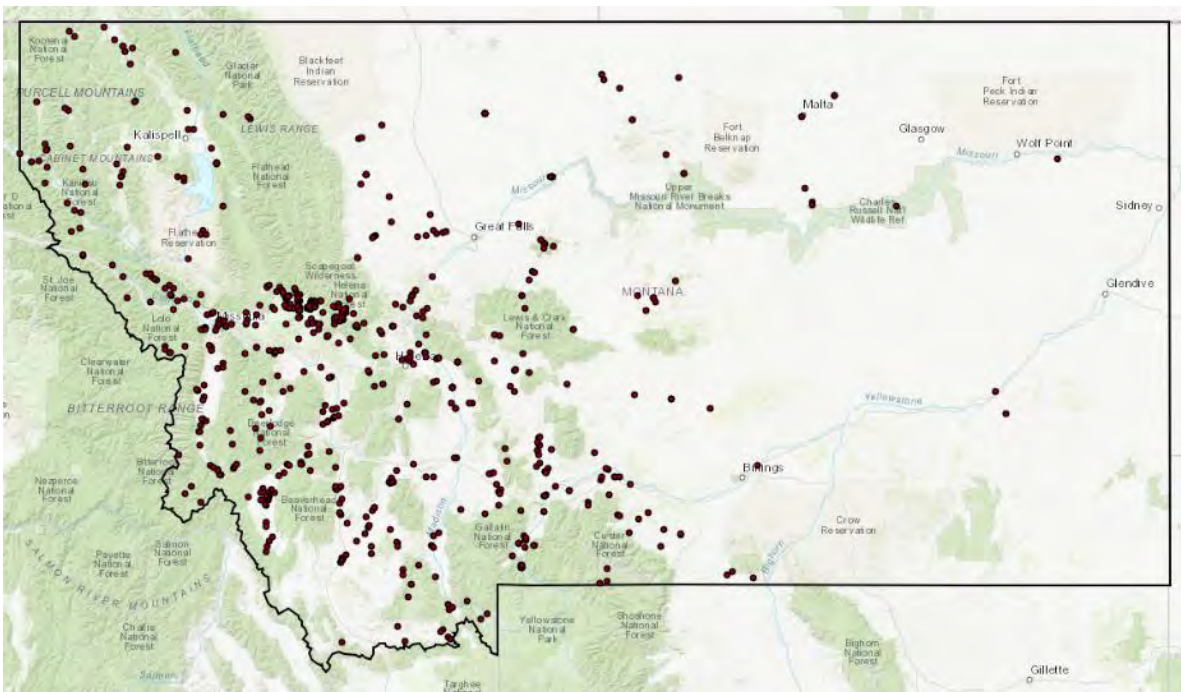 Kootenai
National
Forest
Flathead
Glacier
National
Park
Blackfeet
Indian
Reservation
PURCELL MOUNTAINS
Kalispell
LEWIS RANGE
CABINET MOUNTAINS
National
Forest
Flathead
National
Forest
Reservation
Malta
Fort
Belknap
Reservation
Glasgow
Fort
Peck Indian
Reservation
Wolf Point
Missouri
Missouri
Upper
Missouri River Breaks
National Monument
Charles
Russell Nat'l
Wildlife Ref
Sidney
Great Falls
St. Joe
National
Forest
Scapegoat
Wilderness
Helena
National
Forest
MONTANA
Glendive
Lolo
National
Forest
Missoula
Lewis & Clark
National
Forest
Clearwater
National
Forest
Helena
BITTERROOT RANGE
Deerlodge
National
Forest
Yellowstone
Bitterroot
National
Forest
Billings
Nezperce
National
Forest
Beaverhead
National
Forest
Madison
Gallatin
National
Forest
Custer
National
Forest
Crow
Reservation
Bighorn
Salmon
National
Forest
Payette
National
Forest
SALMON RIVER MOUNTAINS
Challis
National
Forest
Salmon
Yellowstone
National
Park
Shoshone
National
Forest
Bighorn
National
Forest
Targhee
Gillette